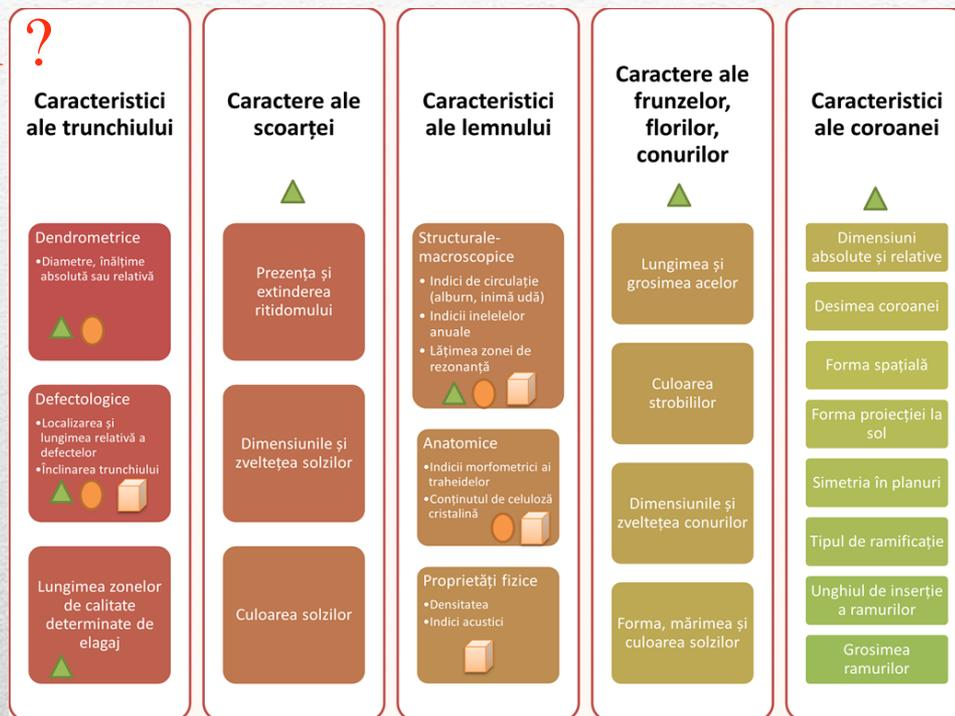 ?
Caracteristici
ale trunchiului
Dendrometrice
•Diametre, înălțime
absolută sau relativă
Defectologice
•Localizarea și
lungimea relativă a
defectelor
•Înclinarea trunchiului
Lungimea zonelor
de calitate
determinate de
elagaj
Caractere ale
scoarței
Prezența și
extinderea
ritidomului
Dimensiunile și
zveltețea solzilor
Culoarea solzilor
Caracteristici
ale lemnului
Structurale-
macroscopice
• Indici de circulație
(alburn, inimă udă)
• Indicii inelelelor
anuale
• Lățimea zonei de
rezonanță
Anatomice
•Indicii morfometrici ai
traheidelor
•Conținutul de celuloză
cristalină
Proprietăți fizice
•Densitatea
•Indici acustici
Caractere ale
frunzelor,
florilor,
conurilor
Lungimea și
grosimea acelor
Culoarea
strobililor
Dimensiunile și
zveltețea conurilor
Forma, mărimea și
culoarea solzilor
Caracteristici
ale coroanei
Dimensiuni
absolute și relative
Desimea coroanei
Forma spațială
Forma proiecției la
sol
Simetria în planuri
Tipul de ramificație
Unghiul de inserție
a ramurilor
Grosimea
ramurilor